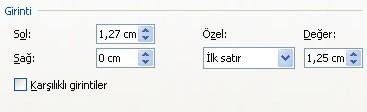 Girinti
Sol: 1,27 cm Özel: Değer:
Sağ: 0 cm İlk satır 1,25 cm
Karşılıklı girintiler